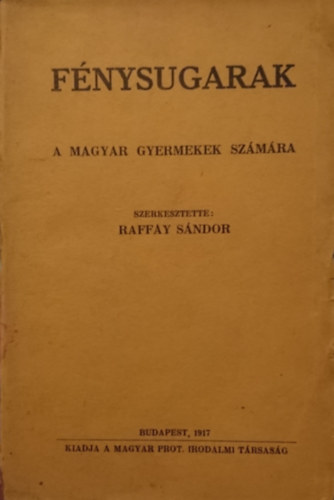 FÉNYSUGARAK
A MAGYAR GYERMEKEK SZÁMÁRA
SZERKESZTETTE:
RAFFAY SÁNDOR
BUDAPEST, 1917
KIADJA A MAGYAR PROT. IRODALMI TÁRSASÁG